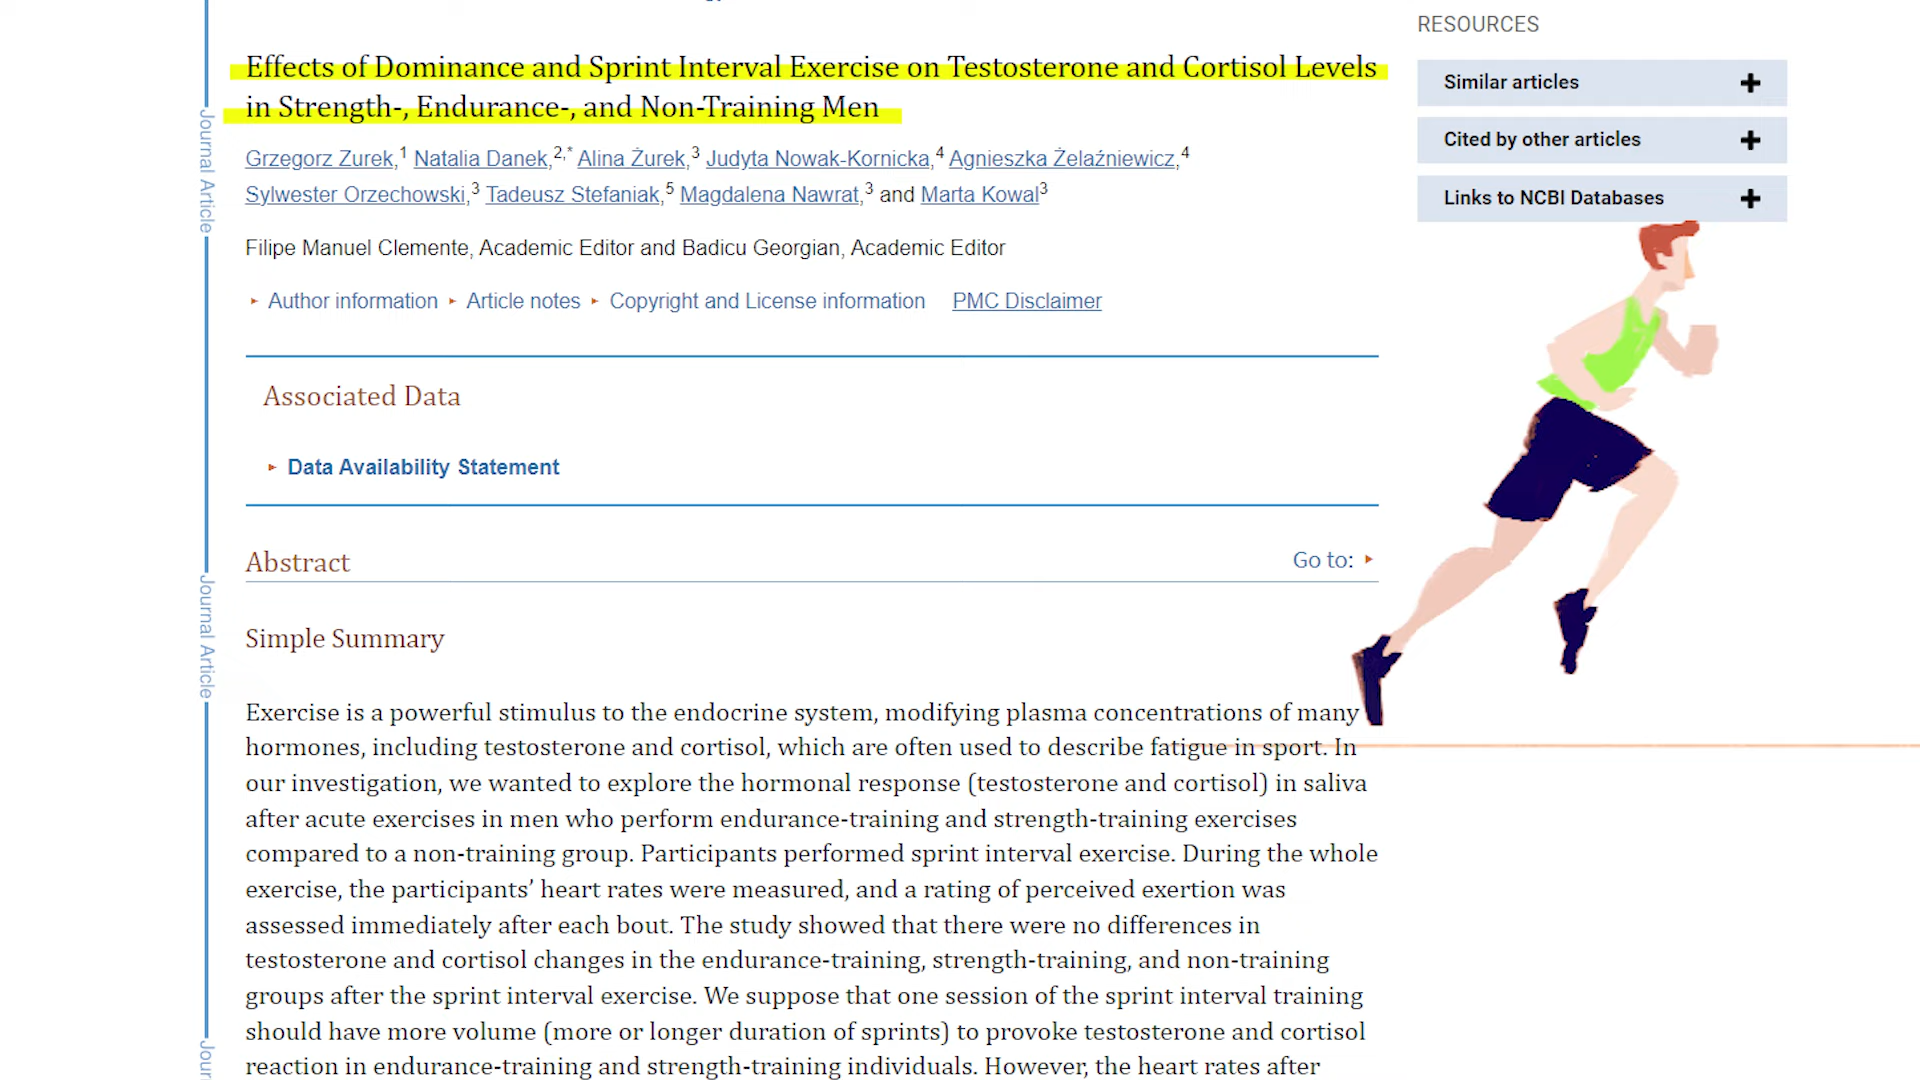 Effects of Dominance and Sprint Interval Exercise on Testosterone and Cortisol Levels
in Strength-, Endurance-, and Non-Training Men
Grzegorz Zurek,1 Natalia Danek,2,* Alina Żurek,3 Judyta Nowak-Kornicka,4 Agnieszka Żelaźniewicz,4
Sylwester Orzechowski,3 Tadeusz Stefaniak,5 Magdalena Nawrat,3 and Marta Kowal3
Filipe Manuel Clemente, Academic Editor and Badicu Georgian, Academic Editor
Author information Article notes Copyright and License information PMC Disclaimer
Associated Data
Data Availability Statement
Abstract
Go to:
Simple Summary
Exercise is a powerful stimulus to the endocrine system, modifying plasma concentrations of many
hormones, including testosterone and cortisol, which are often used to describe fatigue in sport. In
our investigation, we wanted to explore the hormonal response (testosterone and cortisol) in saliva
after acute exercises in men who perform endurance-training and strength-training exercises
compared to a non-training group. Participants performed sprint interval exercise. During the whole
exercise, the participants’ heart rates were measured, and a rating of perceived exertion was
assessed immediately after each bout. The study showed that there were no differences in
testosterone and cortisol changes in the endurance-training, strength-training, and non-training
groups after the sprint interval exercise. We suppose that one session of the sprint interval training
should have more volume (more or longer duration of sprints) to provoke testosterone and cortisol
reaction in endurance-training and strength-training individuals. However, the heart rates after
RESOURCES
Similar articles
Cited by other articles
Links to NCBI Databases
Journal Article
Journal Article
Journ